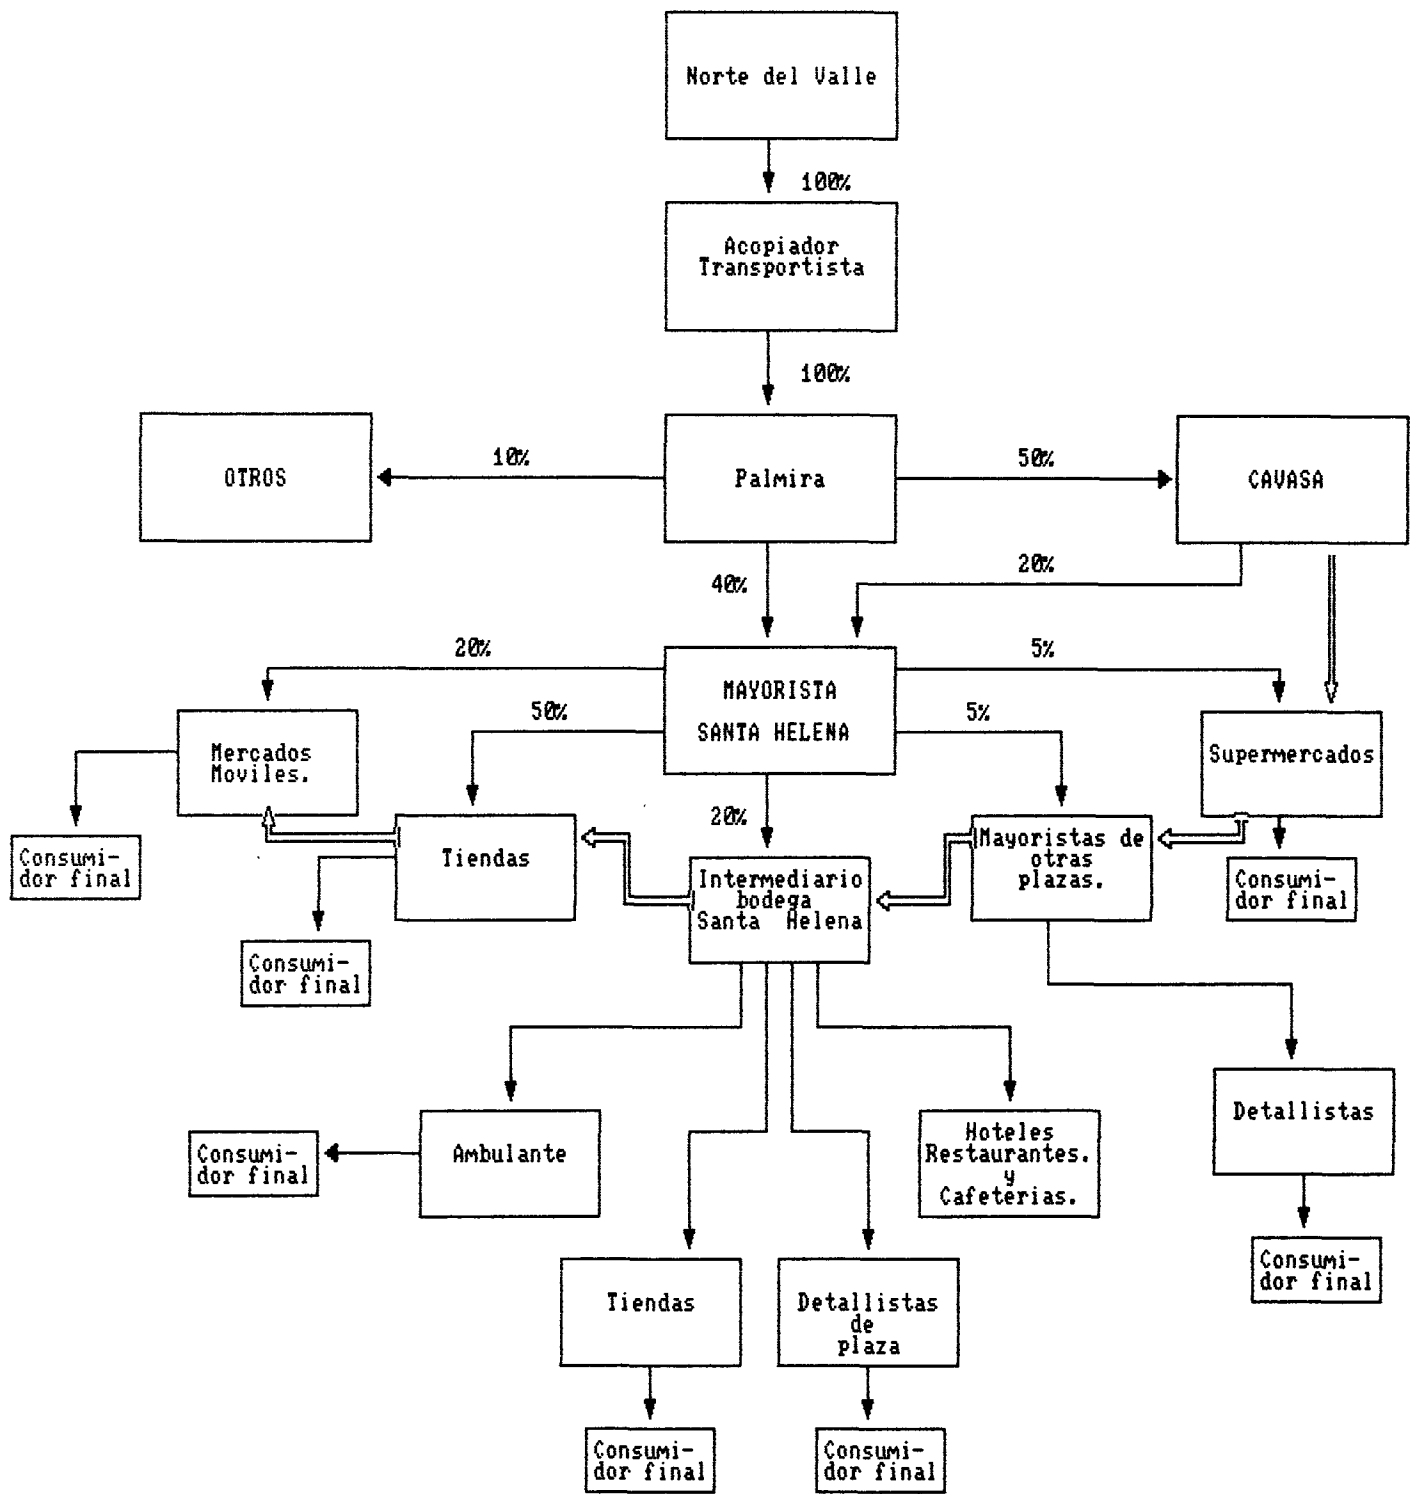 Norte del Valle
100%
Acopiador
Transportista
100%
OTROS
10%
Palmira
50%
CAVASA
40%
20%
20%
5%
MAYORISTA
SANTA HELENA
50%
5%
Mercados
Moviles.
Supermercados
20%
Consumi-
dor final
Tiendas
Mayoristas de
otras
plazas.
Intermediario
bodega
Santa Helena
Consumi-
dor final
Consumi-
dor final
Ambulante
Consumi-
dor final
Hoteles
Restaurantes.
y
Cafeterias.
Detallistas
Consumi-
dor final
Tiendas
Detallistas
de
plaza
Consumi-
dor final
Consumi-
dor final